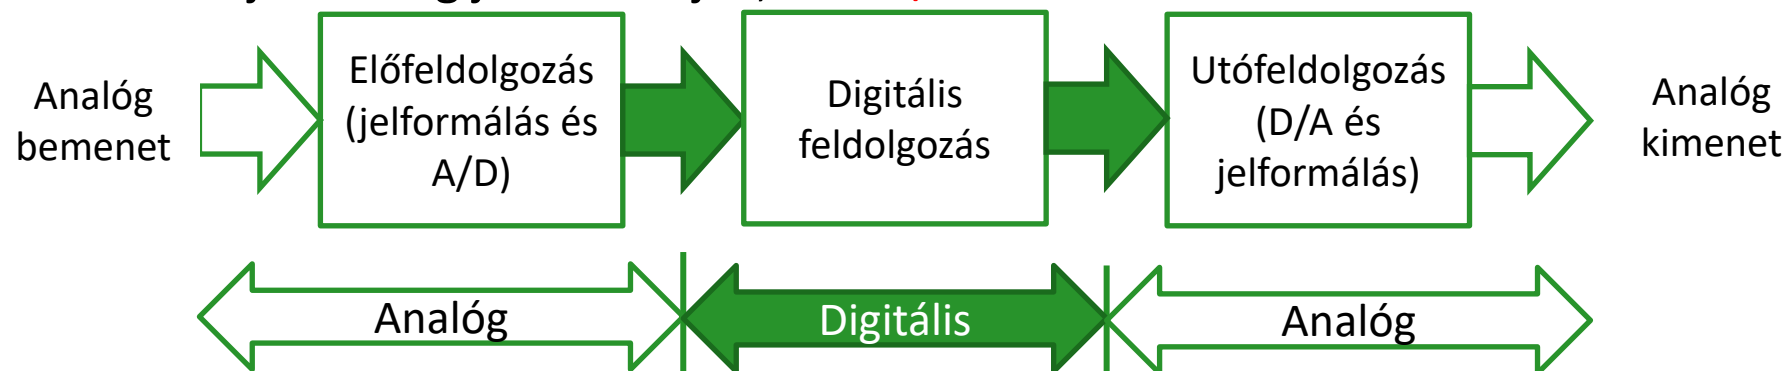 Analóg
bemenet
Előfeldolgozás
(jelformálás és
A/D)
Digitális
feldolgozás
Utófeldolgozás
(D/A és
jelformálás)
Analóg
kimenet
Analóg
Digitális
Analóg